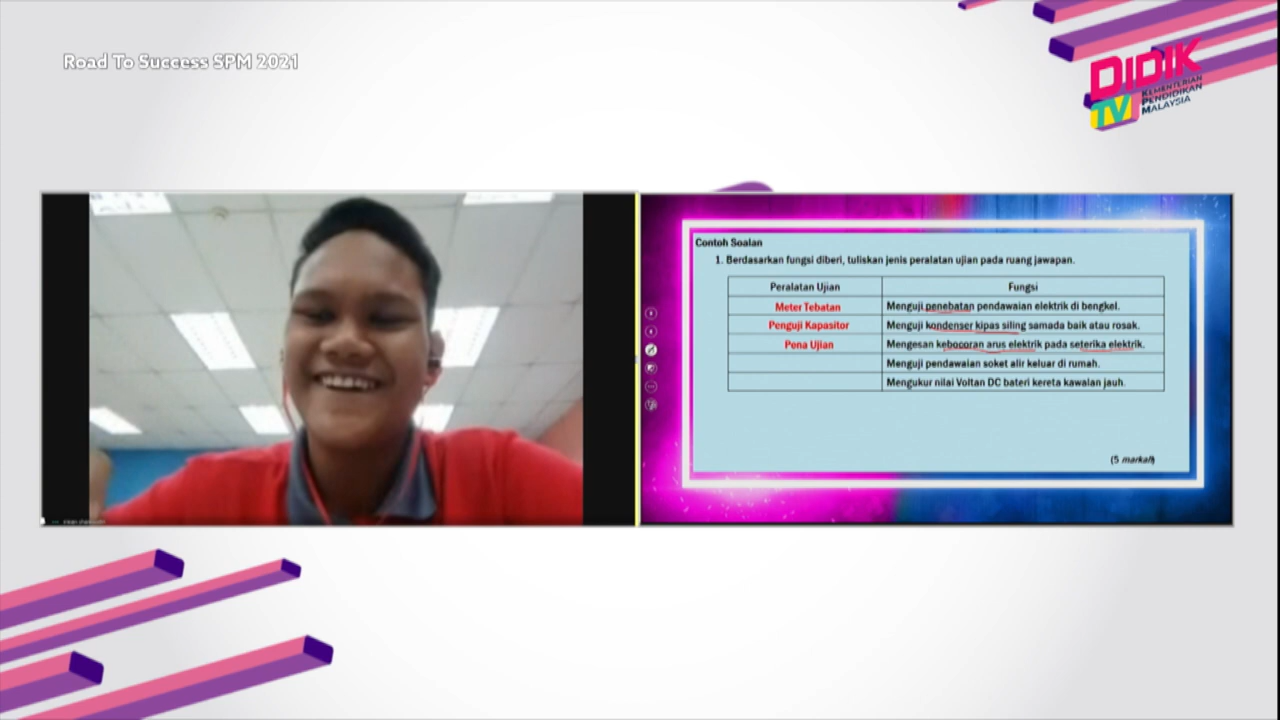 Road To Success SPM 2021
DIDIK
TV
KEMENTERIAN
PENDIDIKAN
MALAYSIA
Contoh Soalan
1. Berdasarkan fungsi diberi, tuliskan jenis peralatan ujian pada ruang jawapan.
Peralatan Ujian Fungsi
Meter Tebatan Menguji penebatan pendawaian elektrik di bengkel.
Penguji Kapasitor Menguji kondenser kipas siling samada baik atau rosak.
Pena Ujian Mengesan kebocoran arus elektrik pada seterika elektrik.
Menguji pendawaian soket alir keluar di rumah.
Mengukur nilai Voltan DC bateri kereta kawalan jauh.
(5 markah)